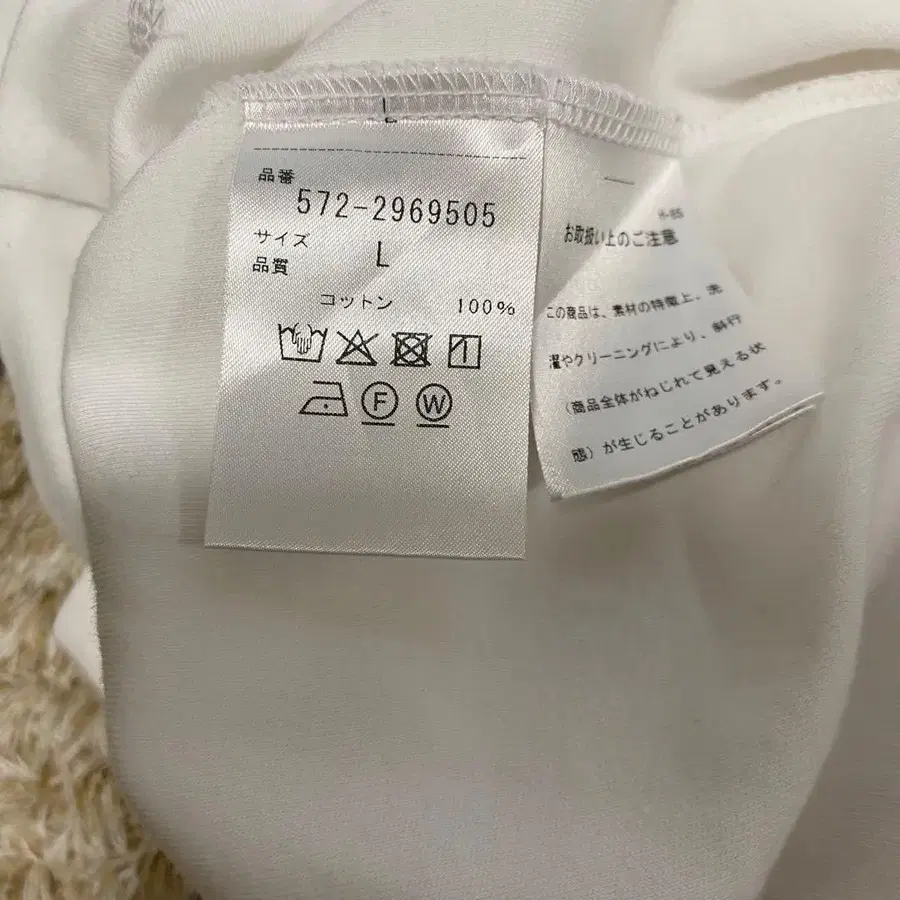 L
品番
572-2969505
サイズ L
品質
コットン 100%
F W
H-85
お取扱い上のご注意
この商品は、素材の特徴上、洗
濯やクリーニングにより、斜行
(商品全体がねじれて見える状
態)が生じることがあります。